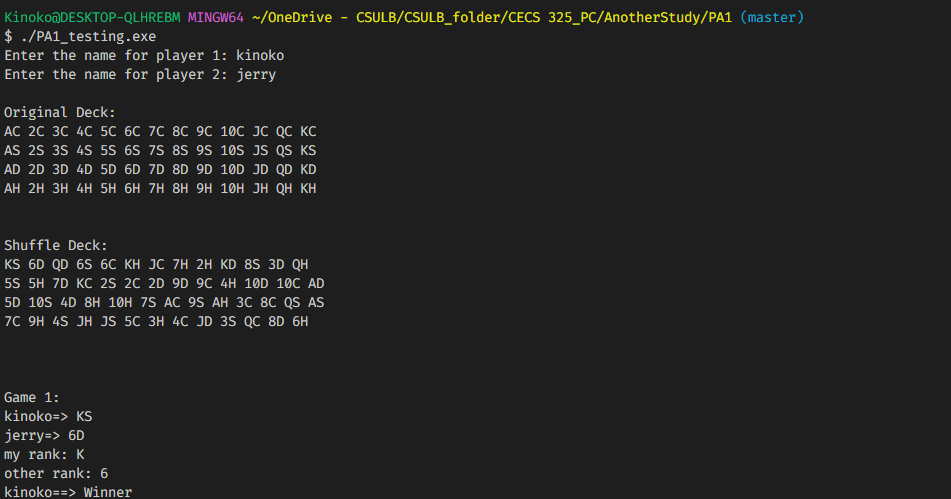 Kinoko@DESKTOP-QLHREBM MINGW64 ~/OneDrive - CSULB/CSULB_folder/CECS 325_PC/AnotherStudy/PA1 (master)
$ ./PA1_testing.exe
Enter the name for player 1: kinoko
Enter the name for player 2: jerry
Original Deck:
AC 2C 3C 4C 5C 6C 7C 8C 9C 10C JC QC KC
AS 2S 3S 4S 5S 6S 7S 8S 9S 10S JS QS KS
AD 2D 3D 4D 5D 6D 7D 8D 9D 10D JD QD KD
AH 2H 3H 4H 5H 6H 7H 8H 9H 10H JH QH KH
Shuffle Deck:
KS 6D QD 6S 6C KH JC 7H 2H KD 8S 3D QH
5S 5H 7D KC 2S 2C 2D 9D 9C 4H 10D 10C AD
5D 10S 4D 8H 10H 7S AC 9S AH 3C 8C QS AS
7C 9H 4S JH JS 5C 3H 4C JD 3S QC 8D 6H
Game 1:
kinoko=> KS
jerry=> 6D
my rank: K
other rank: 6
kinoko==> Winner